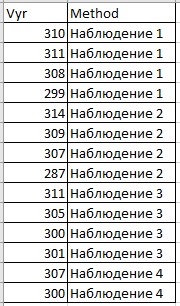 Vyr Method
310 Наблюдение 1
311 Наблюдение 1
308 Наблюдение 1
299 Наблюдение 1
314 Наблюдение 2
309 Наблюдение 2
307 Наблюдение 2
287 Наблюдение 2
311 Наблюдение 3
305 Наблюдение 3
300 Наблюдение 3
301 Наблюдение 3
307 Наблюдение 4
300 Наблюдение 4